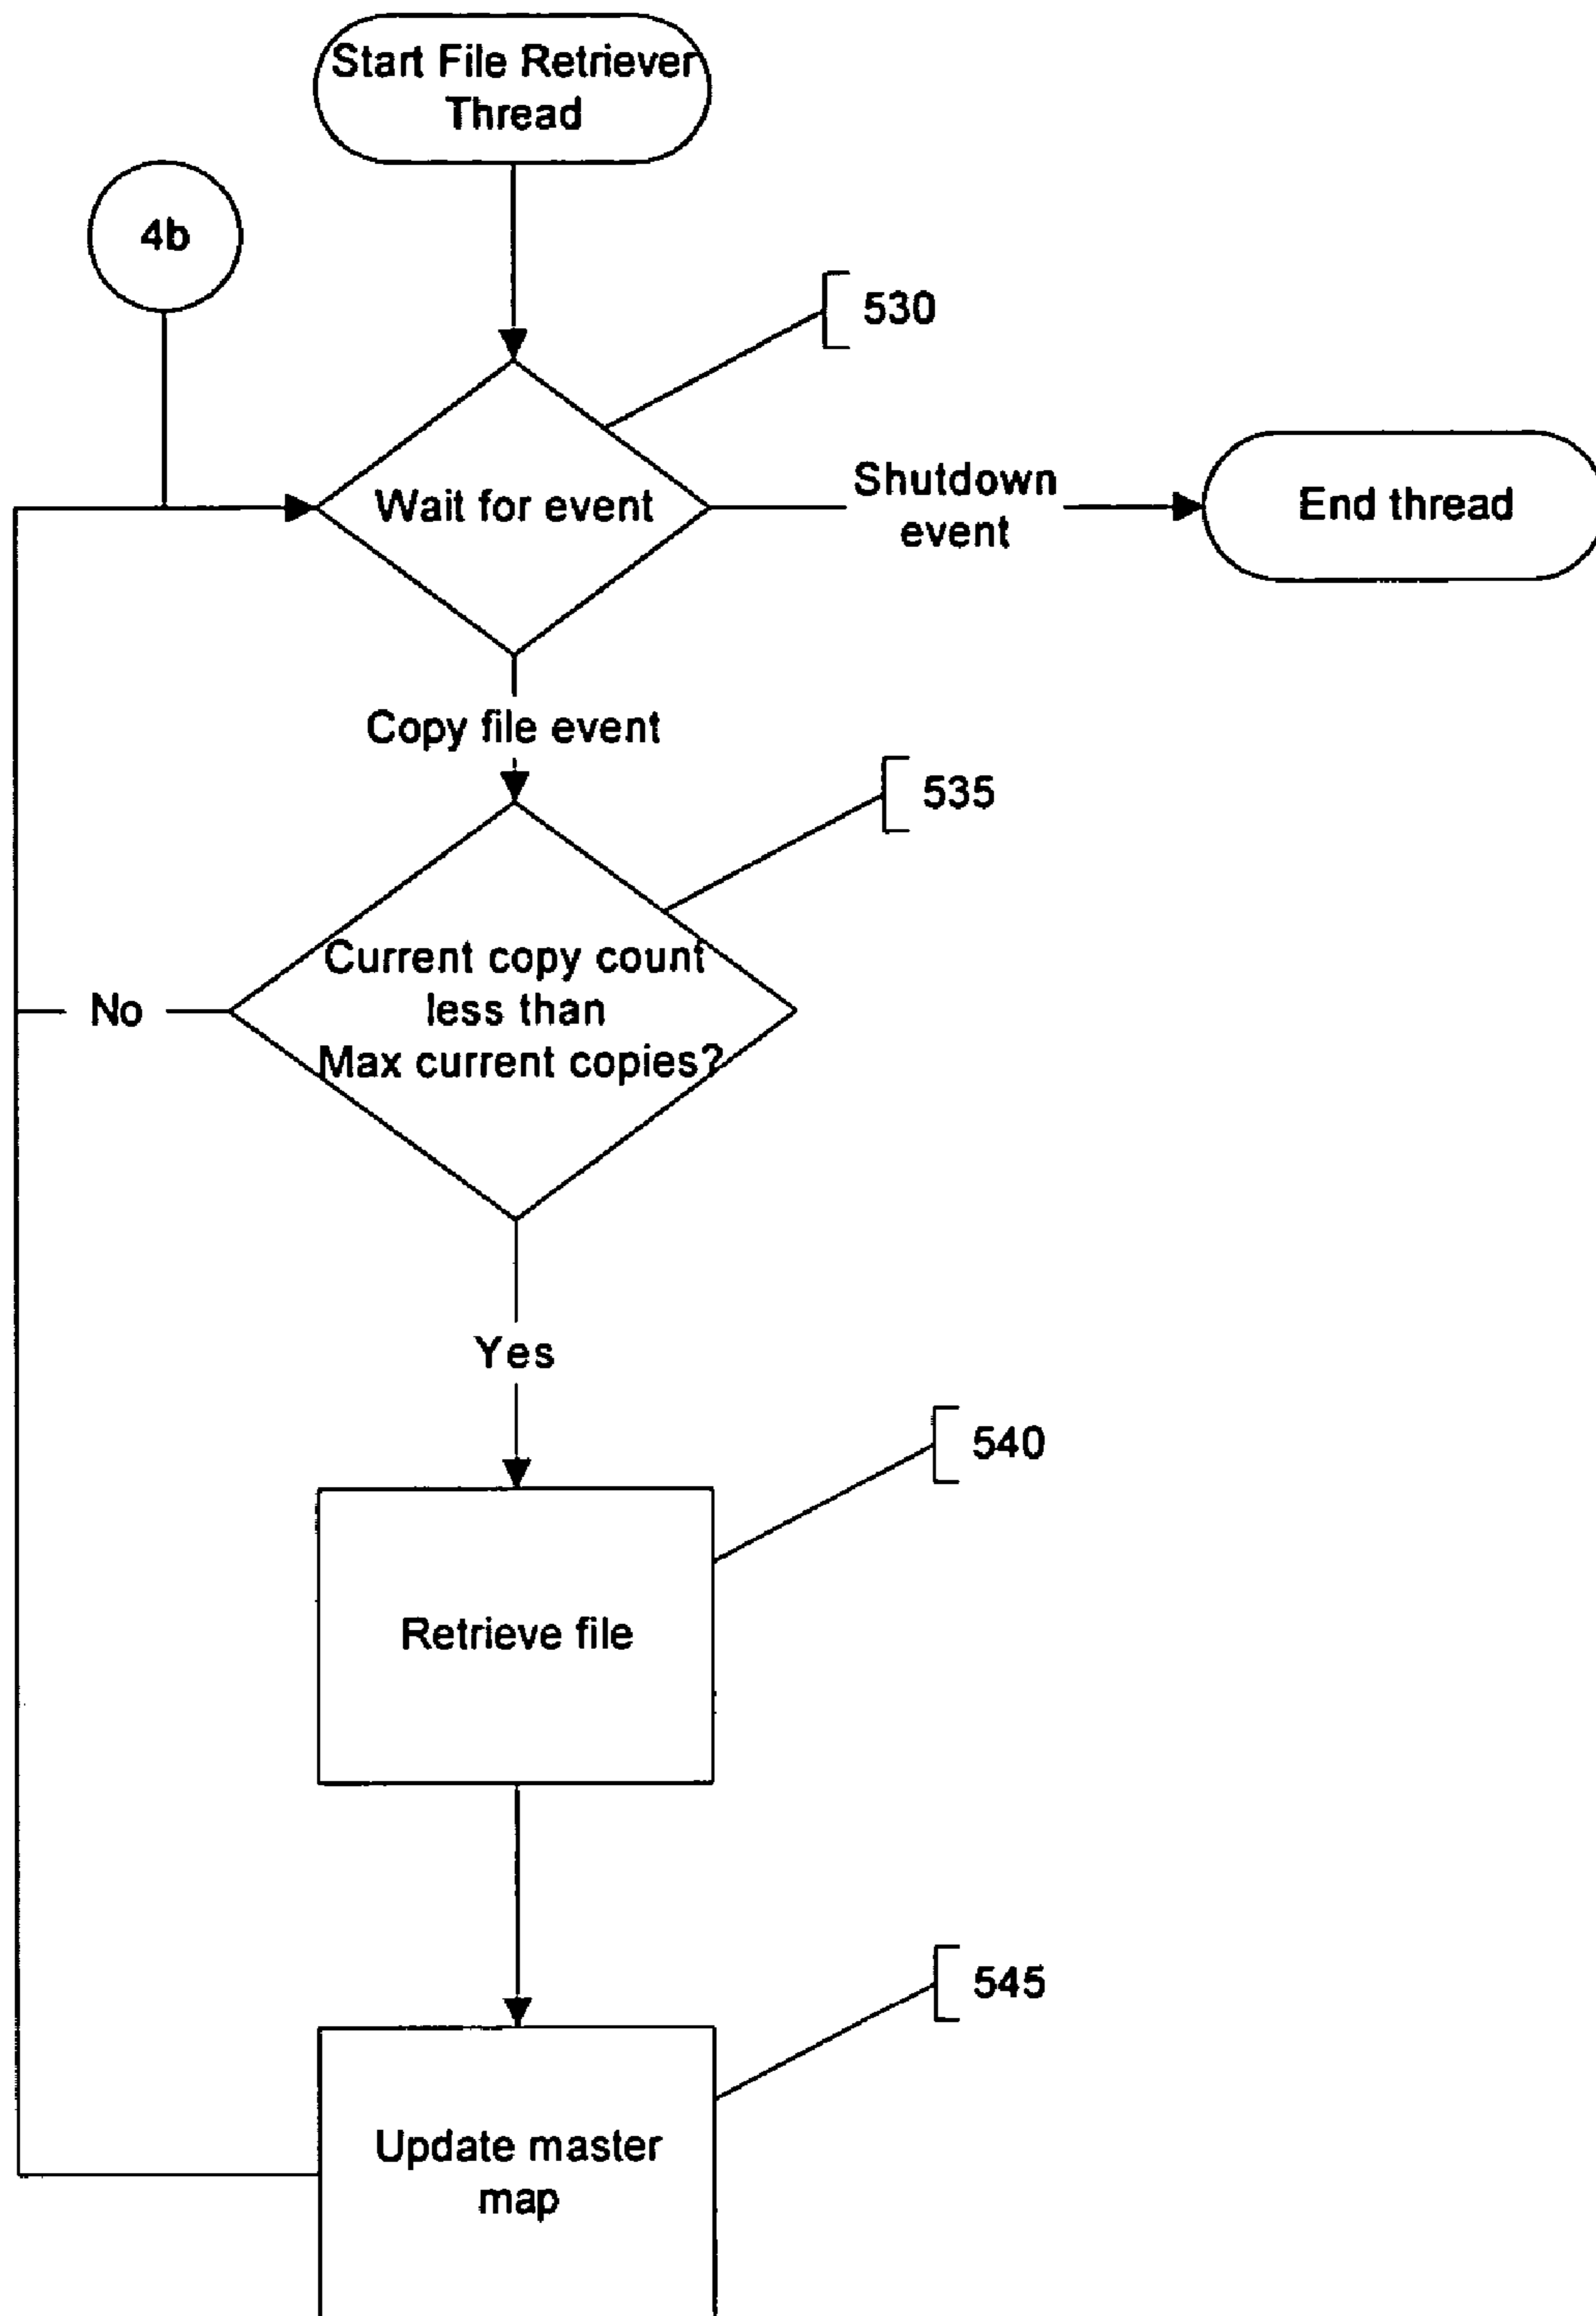 Start File Retriever
Thread
4b
530
Wait for event
Shutdown
event
End thread
Copy file event
535
Current copy count
less than
Max current copies?
No
Yes
540
Retrieve file
545
Update master
map